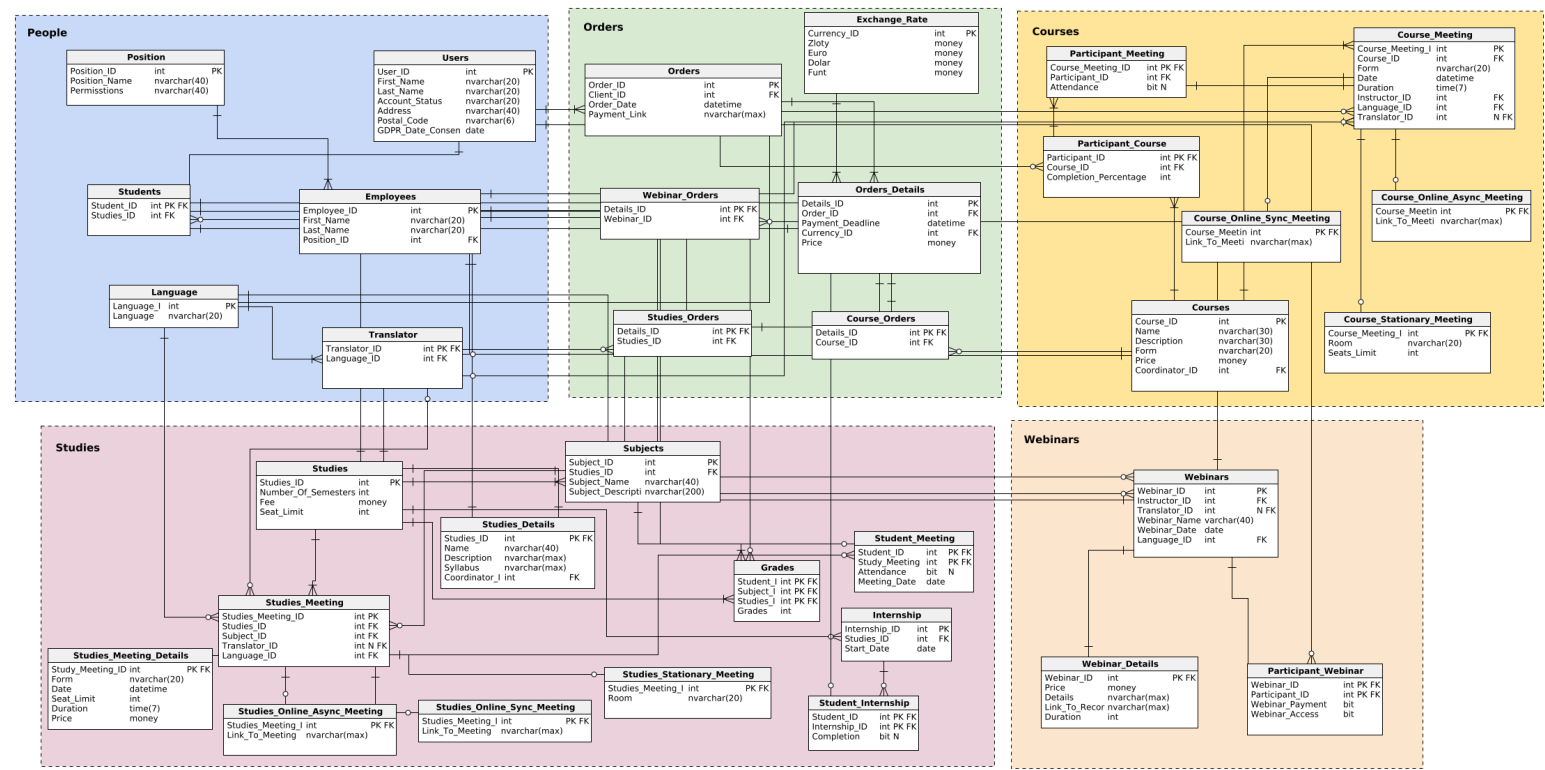 People
Position
Position_ID int PK
Position_Name nvarchar(40)
Permisstions nvarchar(40)
Users
User_ID int PK
First_Name nvarchar(20)
Last_Name nvarchar(20)
Account_Status nvarchar(20)
Address nvarchar(40)
Postal_Code nvarchar(6)
GDPR_Date_Consen date
Students
Student_ID int PK FK
Studies_ID int FK
Employees
Employee_ID int PK
First_Name nvarchar(20)
Last_Name nvarchar(20)
Position_ID int FK
Language
Language_I int PK
Language nvarchar(20)
Translator
Translator_ID int PK FK
Language_ID int FK
Orders
Exchange_Rate
Currency_ID int PK
Zloty money
Euro money
Dolar money
Funt money
Orders
Order_ID int PK
Client_ID int FK
Order_Date datetime
Payment_Link nvarchar(max)
Webinar_Orders
Details_ID int PK FK
Webinar_ID int FK
Orders_Details
Details_ID int PK
Order_ID int FK
Payment_Deadline datetime
Currency_ID int FK
Price money
Studies_Orders
Details_ID int PK FK
Studies_ID int FK
Course_Orders
Details_ID int PK FK
Course_ID int FK
Courses
Participant_Meeting
Course_Meeting_ID int PK FK
Participant_ID int FK
Attendance bit N
Course_Meeting
Course_Meeting_I int PK
Course_ID int FK
Form nvarchar(20)
Date datetime
Duration time(7)
Instructor_ID int FK
Language_ID int FK
Translator_ID int N FK
Participant_Course
Participant_ID int PK FK
Course_ID int FK
Completion_Percentage int
Course_Online_Async_Meeting
Course_Meetin int PK FK
Link_To_Meeti nvarchar(max)
Course_Online_Sync_Meeting
Course_Meetin int PK FK
Link_To_Meeti nvarchar(max)
Courses
Course_ID int PK
Name nvarchar(30)
Description nvarchar(30)
Form nvarchar(20)
Price money
Coordinator_ID int FK
Course_Stationary_Meeting
Course_Meeting_I int PK FK
Room nvarchar(20)
Seats_Limit int
Studies
Studies
Studies_ID int PK
Number_Of_Semesters int
Fee money
Seat_Limit int
Subjects
Subject_ID int PK
Studies_ID int FK
Subject_Name nvarchar(40)
Subject_Descripti nvarchar(200)
Studies_Details
Studies_ID int PK FK
Name nvarchar(40)
Description nvarchar(max)
Syllabus nvarchar(max)
Coordinator_I int FK
Student_Meeting
Student_ID int PK FK
Study_Meeting int PK FK
Attendance bit N
Meeting_Date date
Grades
Student_I int PK FK
Subject_I int PK FK
Studies_I int PK FK
Grades int
Studies_Meeting
Studies_Meeting_ID int PK
Studies_ID int FK
Subject_ID int FK
Translator_ID int N FK
Language_ID int FK
Internship
Internship_ID int PK
Studies_ID int FK
Start_Date date
Studies_Meeting_Details
Study_Meeting_ID int PK FK
Form nvarchar(20)
Date datetime
Seat_Limit int
Duration time(7)
Price money
Studies_Stationary_Meeting
Studies_Meeting_I int PK FK
Room nvarchar(20)
Studies_Online_Async_Meeting
Studies_Meeting_I int PK FK
Link_To_Meeting nvarchar(max)
Studies_Online_Sync_Meeting
Studies_Meeting_I int PK FK
Link_To_Meeting nvarchar(max)
Student_Internship
Student_ID int PK FK
Internship_ID int PK FK
Completion bit N
Webinars
Webinars
Webinar_ID int PK
Instructor_ID int FK
Translator_ID int N FK
Webinar_Name varchar(40)
Webinar_Date date
Language_ID int FK
Webinar_Details
Webinar_ID int PK FK
Price money
Details nvarchar(max)
Link_To_Recor nvarchar(max)
Duration int
Participant_Webinar
Webinar_ID int PK FK
Participant_ID int PK FK
Webinar_Payment bit
Webinar_Access bit